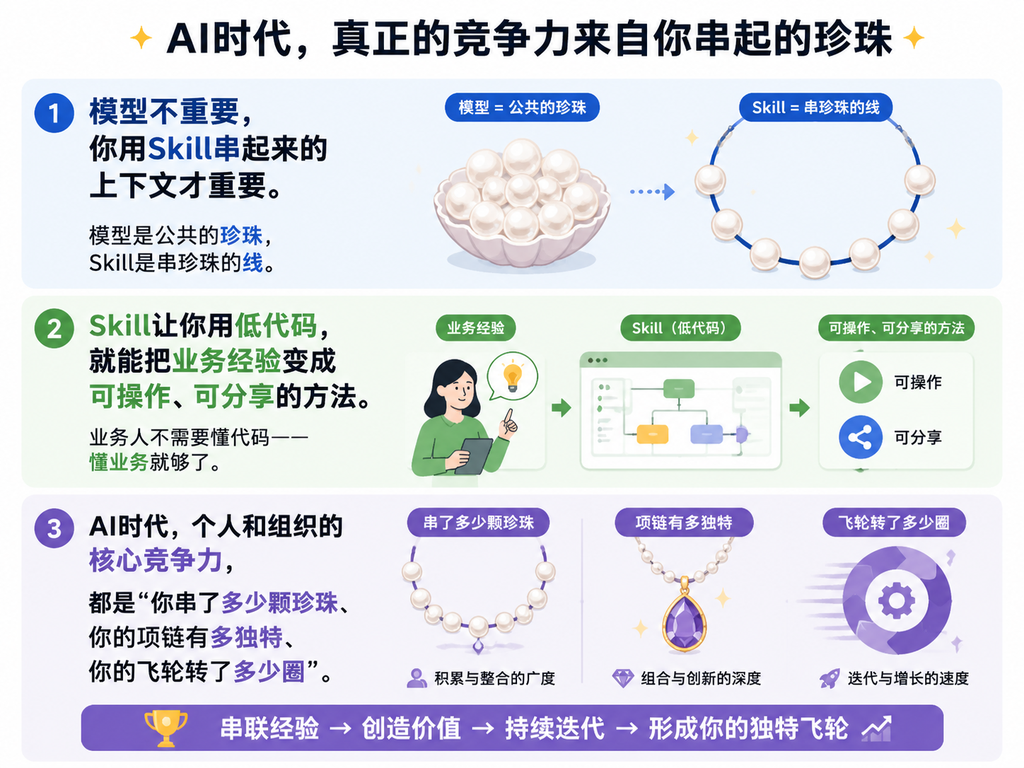 AI时代，真正的竞争力来自你串起的珍珠
1
模型不重要，
你用Skill串起来的
上下文才重要。
模型是公共的珍珠，
Skill是串珍珠的线。
模型 = 公共的珍珠
Skill = 串珍珠的线
2
Skill让你用低代码，
就能把业务经验变成
可操作、可分享的方法。
业务人不需要懂代码——
懂业务就够了。
业务经验
Skill（低代码）
可操作、可分享的方法
可操作
可分享
3
AI时代，个人和组织的
核心竞争力，
都是“你串了多少颗珍珠、
你的项链有多独特、
你的飞轮转了多少圈”。
串了多少颗珍珠
积累与整合的广度
项链有多独特
组合与创新的深度
飞轮转了多少圈
迭代与增长的速度
串联经验 → 创造价值 → 持续迭代 → 形成你的独特飞轮